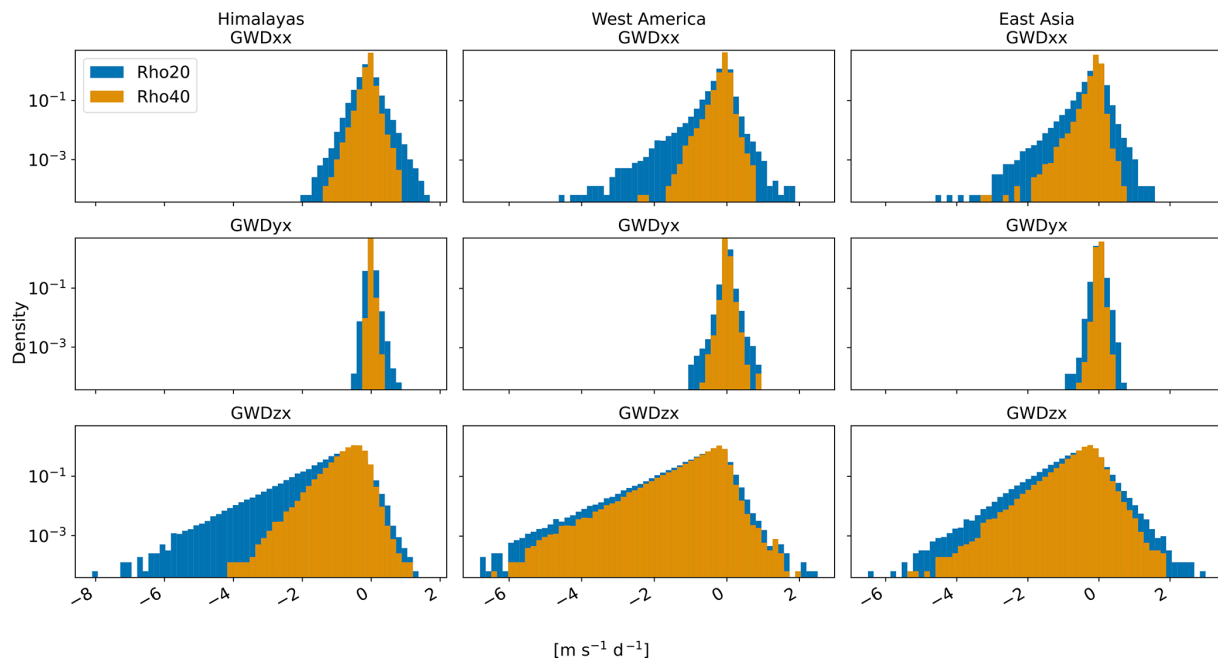 Himalayas
GWDxx
West America
GWDxx
East Asia
GWDxx
Rho20
Rho40
10⁻¹
10⁻³
GWDyx
GWDyx
GWDyx
10⁻¹
10⁻³
Density
GWDzx
GWDzx
GWDzx
10⁻¹
10⁻³
−8 −6 −4 −2 0 2
−6 −4 −2 0 2
−6 −4 −2 0 2
[m s⁻¹ d⁻¹]